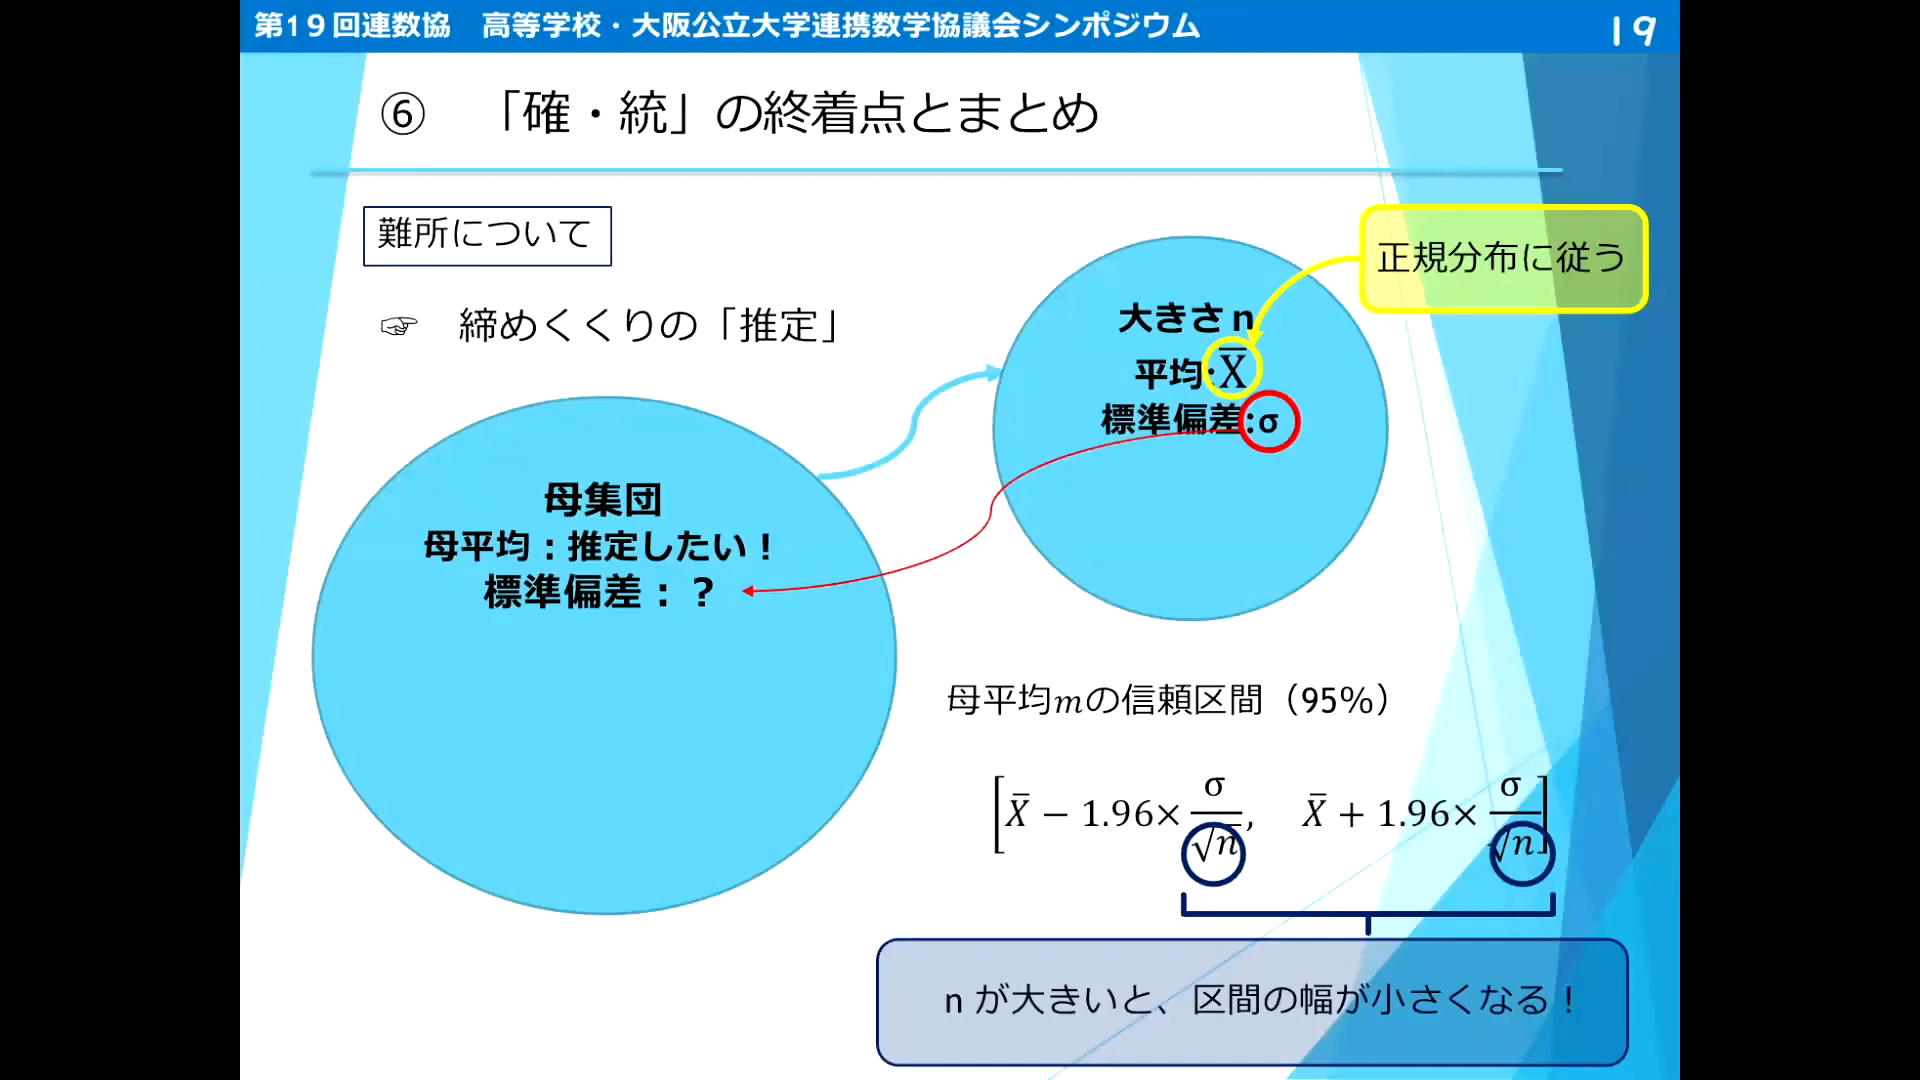 第19回連数協　高等学校・大阪公立大学連携数学協議会シンポジウム
19
⑥　「確・統」の終着点とまとめ
難所について
正規分布に従う
☞　締めくくりの「推定」
大きさn
平均:X̅
標準偏差:σ
母集団
母平均：推定したい！
標準偏差：？
母平均mの信頼区間（95%）
[X̅ − 1.96× σ/√n,　X̅ + 1.96× σ/√n]
n が大きいと、区間の幅が小さくなる！